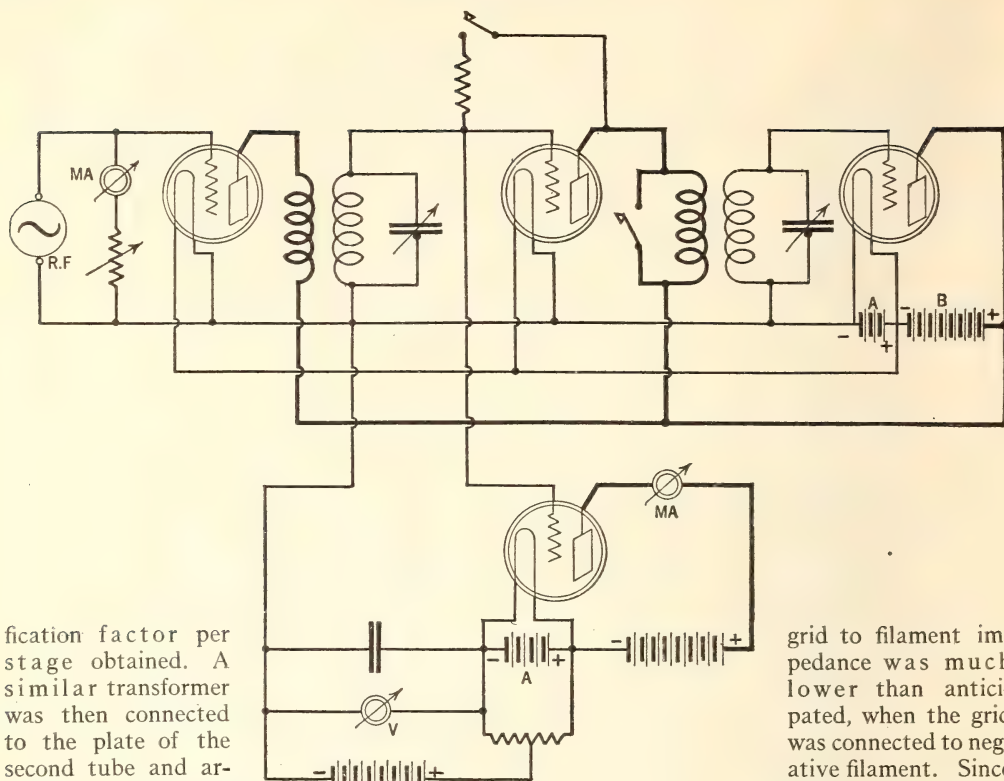 MA
R.F
A
B
-
-
+
+
MA
-
+
A
-
+
V
-
+
fication factor per
stage obtained. A
similar transformer
was then connected
to the plate of the
second tube and ar-
grid to filament im-
pedance was much
lower than antici-
pated, when the grid
was connected to neg-
ative filament. Since